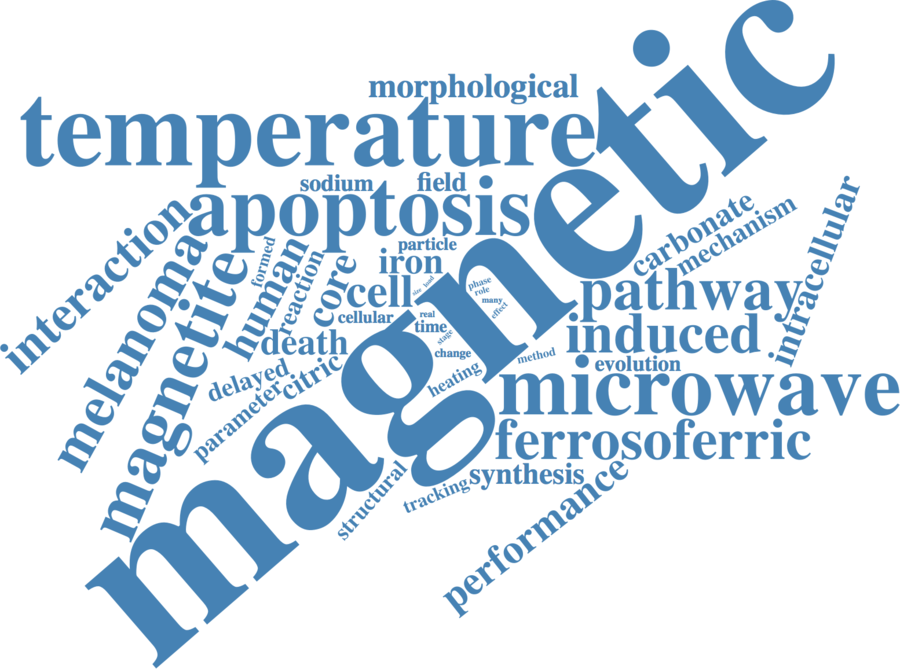 magnetic
morphological
temperature
sodium
field
apoptosis
interaction
melanoma
magnetite
formed
human
reaction
core
particle
iron
cell
cellular
size
band
phase
role
many
effect
real
time
stage
change
method
heating
death
delayed
citric
parameter
carbonate
mechanism
intracellular
pathway
induced
evolution
microwave
ferrosoferric
synthesis
tracking
structural
performance